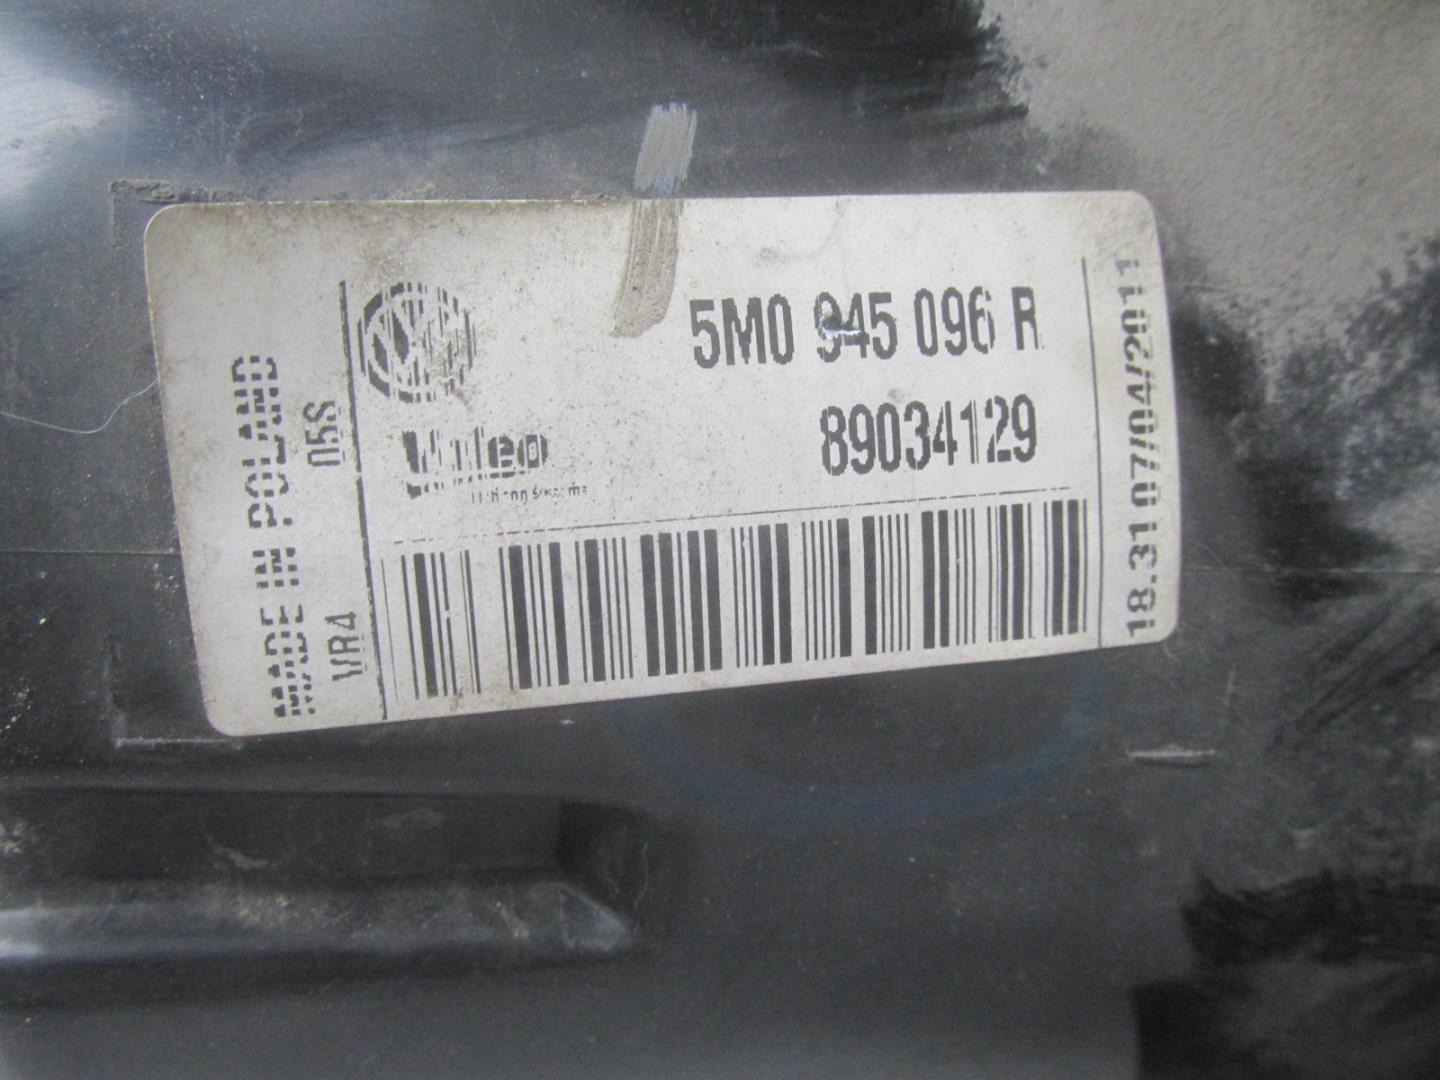 5M0 945 096 R
Valeo
89034129
MADE IN POLAND
05S
VR4
18.31 07/04/2011